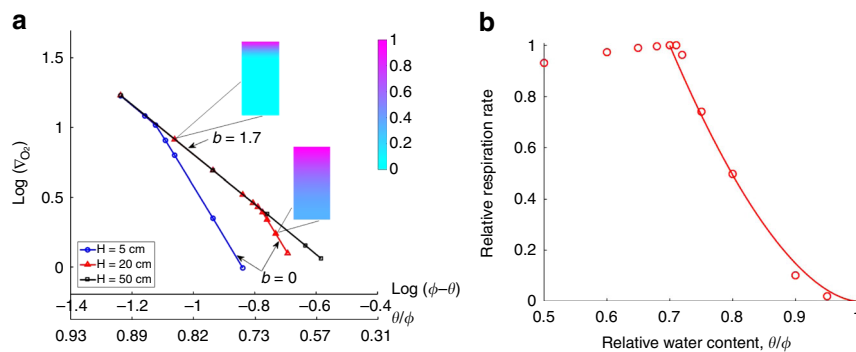 a
b
1.5
1
0.5
0
Log (∇O2)
b = 1.7
b = 0
1
0.8
0.6
0.4
0.2
0
H = 5 cm
H = 20 cm
H = 50 cm
−1.4 −1.2 −1 −0.8 −0.6 −0.4
Log (ϕ−θ)
0.93 0.89 0.82 0.73 0.57 0.31
θ/ϕ
Relative respiration rate
1
0.8
0.6
0.4
0.2
0
0.5 0.6 0.7 0.8 0.9 1
Relative water content, θ/ϕ